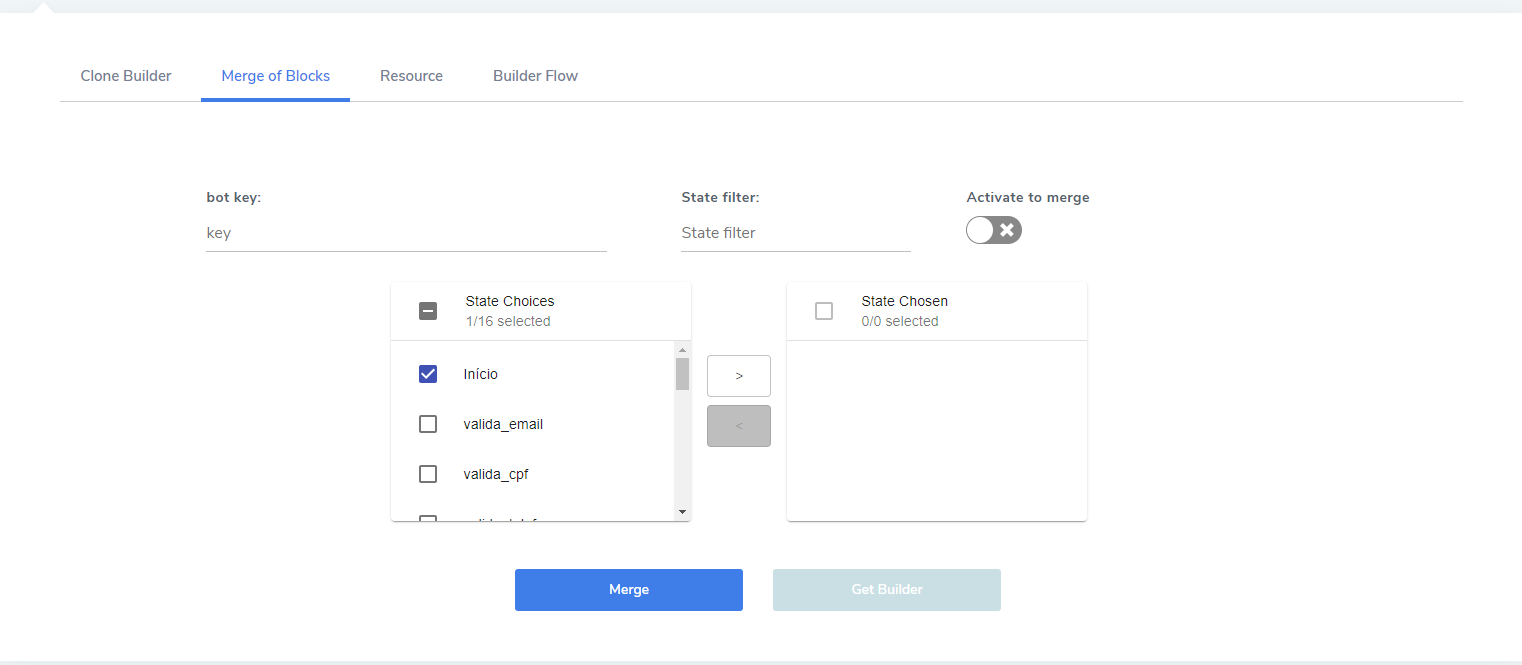 Clone Builder
Merge of Blocks
Resource
Builder Flow
bot key:
State filter:
Activate to merge
key
State filter
State Choices
1/16 selected
State Chosen
0/0 selected
Início
>
valida_email
<
valida_cpf
Merge
Get Builder